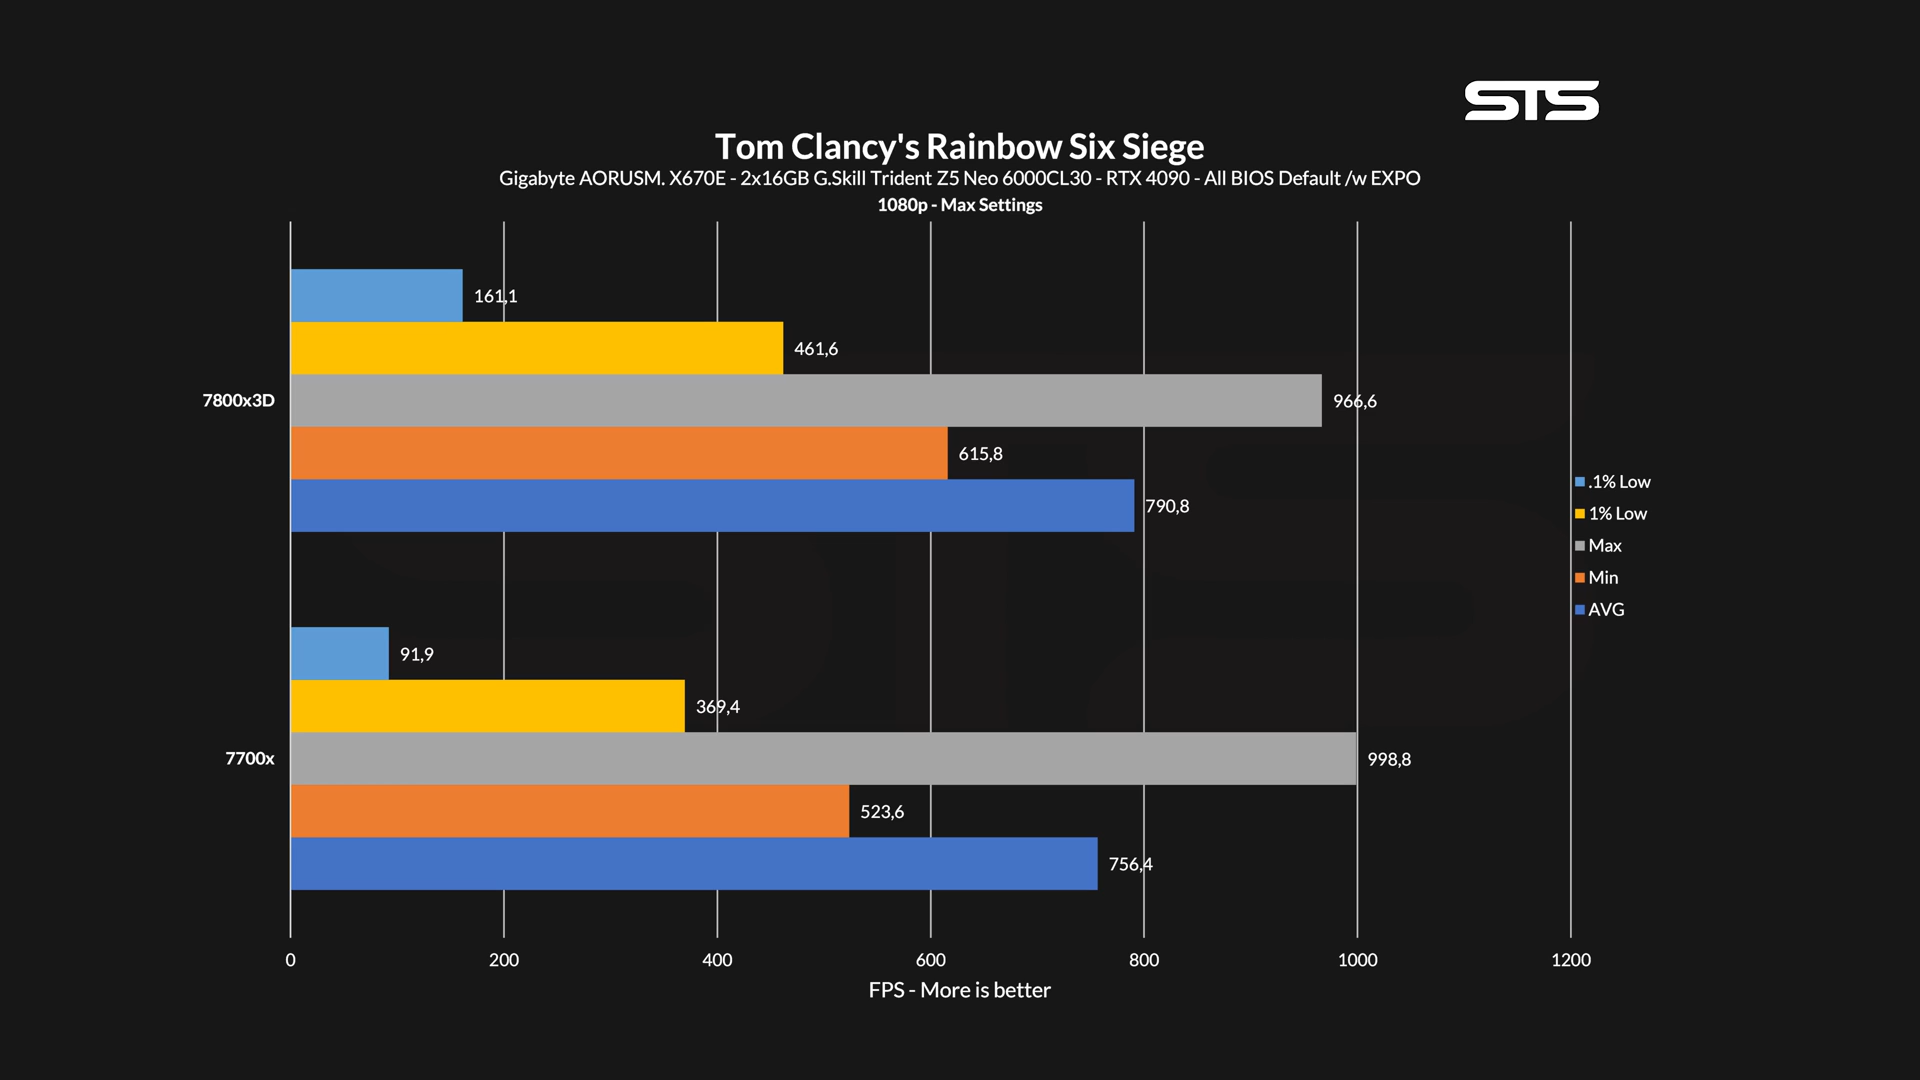 STS
Tom Clancy's Rainbow Six Siege
Gigabyte AORUSM. X670E - 2x16GB G.Skill Trident Z5 Neo 6000CL30 - RTX 4090 - All BIOS Default /w EXPO
1080p - Max Settings
161,1
461,6
7800x3D
966,6
615,8
790,8
.1% Low
1% Low
Max
Min
AVG
91,9
369,4
7700x
998,8
523,6
756,4
0 200 400 600 800 1000 1200
FPS - More is better